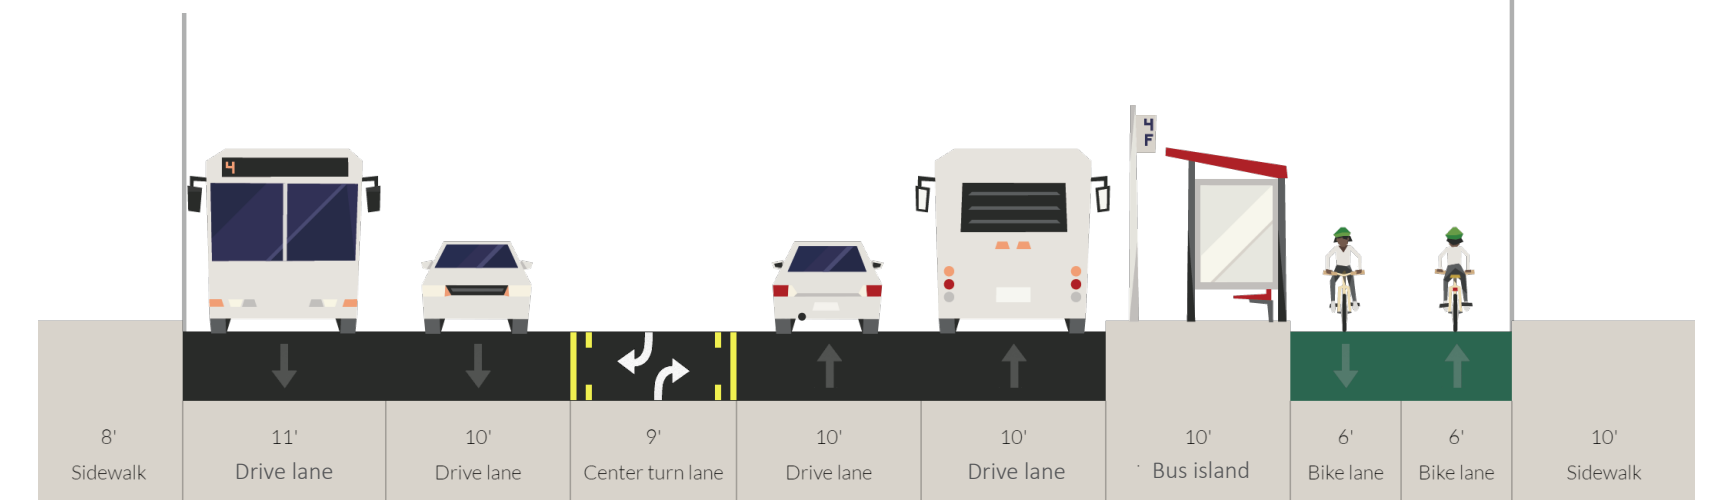 4
4
F
8'
Sidewalk
11'
Drive lane
10'
Drive lane
9'
Center turn lane
10'
Drive lane
10'
Drive lane
10'
Bus island
6'
Bike lane
6'
Bike lane
10'
Sidewalk